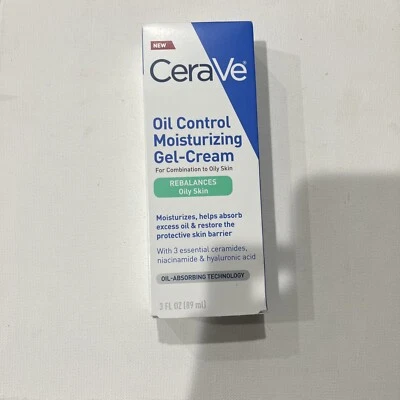 NEW
CeraVe
Oil Control
Moisturizing
Gel-Cream
For Combination to Oily Skin
REBALANCES
Oily Skin
Moisturizes, helps absorb
excess oil & restore the
protective skin barrier
With 3 essential ceramides,
niacinamide & hyaluronic acid
OIL-ABSORBING TECHNOLOGY
3 FL OZ (89 mL)